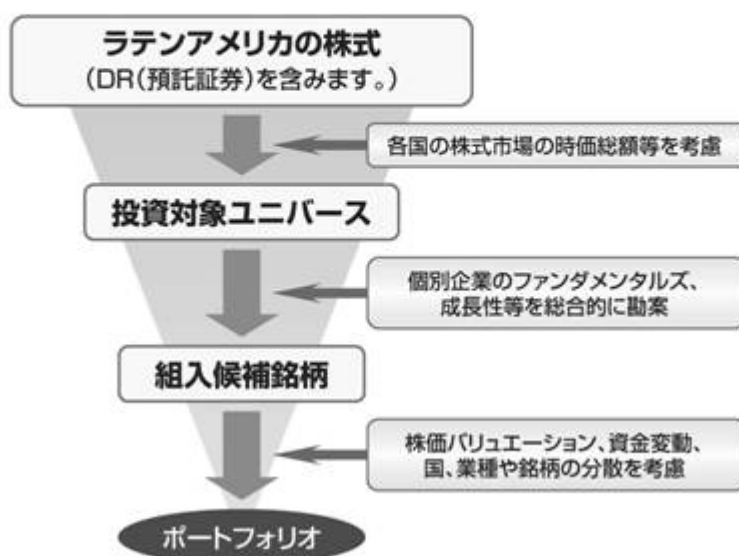 ラテンアメリカの株式
(DR(預託証券)を含みます。)
各国の株式市場の時価総額等を考慮
投資対象ユニバース
個別企業のファンダメンタルズ、
成長性等を総合的に勘案
組入候補銘柄
株価バリュエーション、資金変動、
国、業種や銘柄の分散を考慮
ポートフォリオ